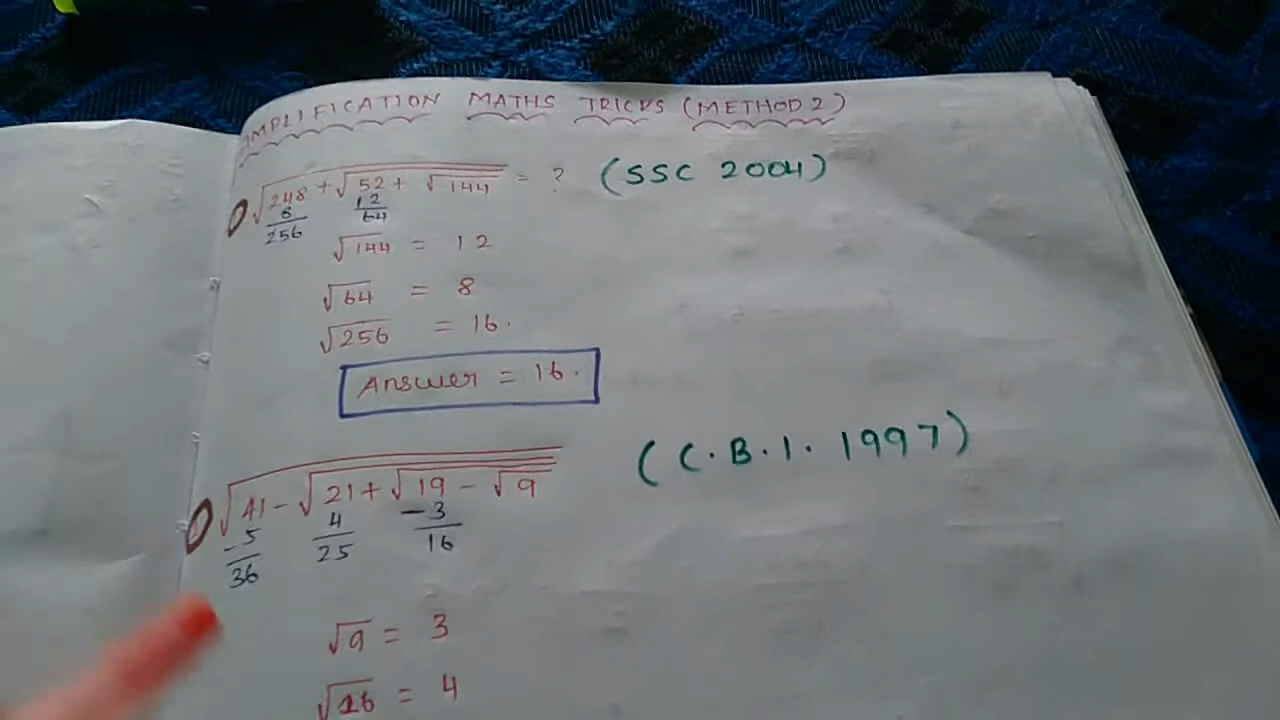 IMPLIFICATION MATHS TRICKS (METHOD 2)
√248 + √52 + √144 = ? (SSC 2004)
8 12
256 64
√144 = 12
√64 = 8
√256 = 16.
Answer = 16.
(C.B.I. 1997)
√41 - √21 + √19 - √9
-5 4 -3
36 25 16
√9 = 3
√16 = 4